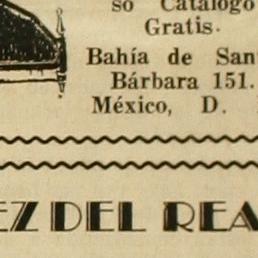 so Catálogo
Gratis.
Bahía de San
Bárbara 151.
México, D.
EZ DEL REA